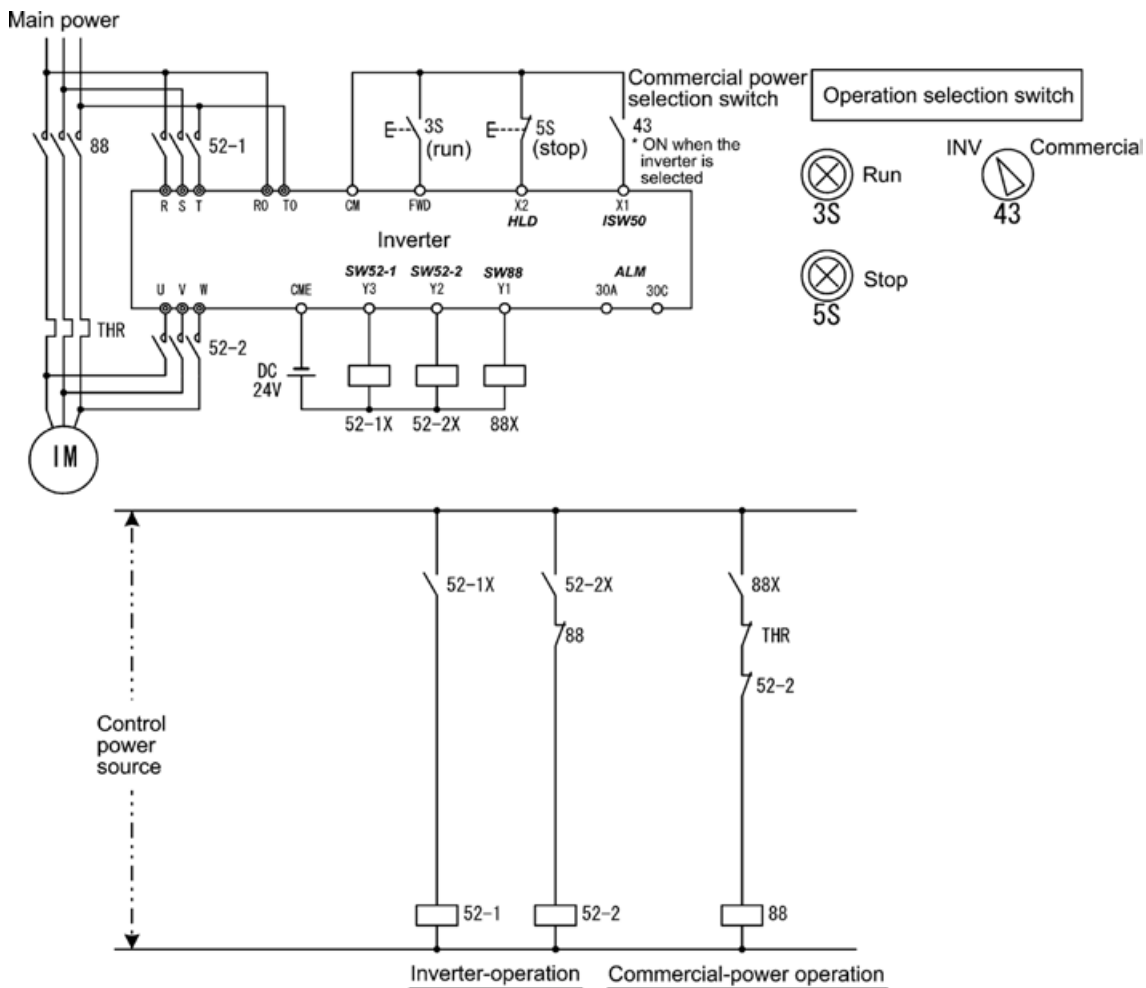 Main power
Commercial power
selection switch
Operation selection switch
88
52-1
3S
(run)
5S
(stop)
43
* ON when the
inverter is
selected
INV
Commercial
Run
3S
43
R S T R0 T0 CM FWD X2 X1
HLD ISW50
Inverter
Stop
5S
SW52-1 SW52-2 SW88 ALM
U V W CME Y3 Y2 Y1 30A 30C
THR
52-2
DC
24V
52-1X 52-2X 88X
IM
52-1X
52-2X
88X
88
THR
52-2
Control
power
source
52-1
52-2
88
Inverter-operation
Commercial-power operation